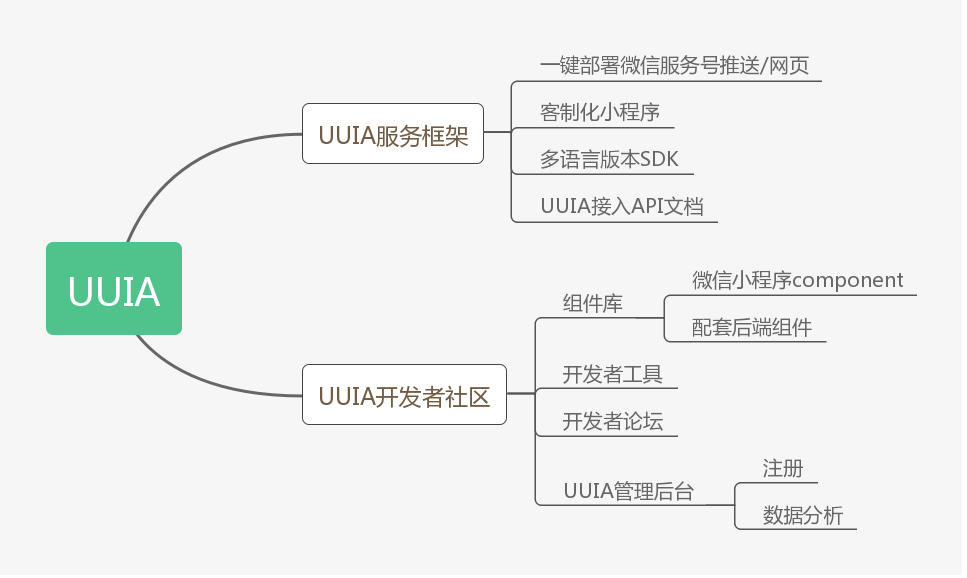 UUIA
UUIA服务框架
一键部署微信服务号推送/网页
客制化小程序
多语言版本SDK
UUIA接入API文档
UUIA开发者社区
组件库
微信小程序component
配套后端组件
开发者工具
开发者论坛
UUIA管理后台
注册
数据分析